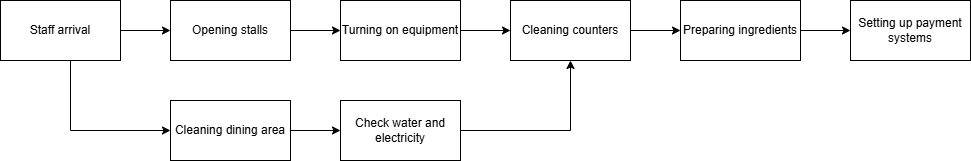 Staff arrival
Opening stalls
Turning on equipment
Cleaning counters
Preparing ingredients
Setting up payment
systems
Cleaning dining area
Check water and
electricity